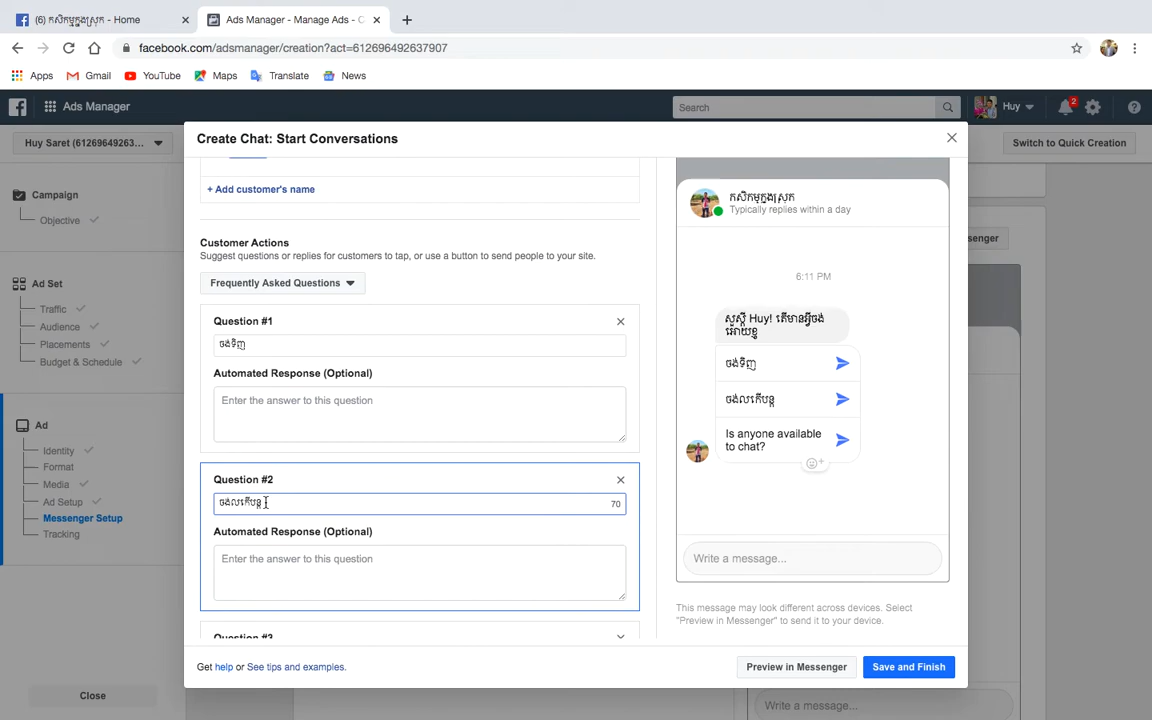 (6) កសិកម្មក្នុងស្រុក - Home
Ads Manager - Manage Ads - C
facebook.com/adsmanager/creation?act=612696492637907
Apps
Gmail
YouTube
Maps
Translate
News
Ads Manager
Search
2
Huy
Huy Saret (61269649263...
Switch to Quick Creation
Campaign
Objective
Ad Set
Traffic
Audience
Placements
Budget & Schedule
Ad
Identity
Format
Media
Ad Setup
Messenger Setup
Tracking
Close
Create Chat: Start Conversations
+ Add customer's name
Customer Actions
Suggest questions or replies for customers to tap, or use a button to send people to your site.
Frequently Asked Questions
Question #1
ចង់ទិញ
Automated Response (Optional)
Enter the answer to this question
Question #2
ចង់លកើបន្ត
70
Automated Response (Optional)
Enter the answer to this question
Question #3
Get help or See tips and examples.
កសិកម្មក្នុងស្រុក
Typically replies within a day
6:11 PM
សួស្តី Huy! តើមានអ្វីចង់
អោយខ្ញុំ
ចង់ទិញ
ចង់លកើបន្ត
Is anyone available
to chat?
Write a message...
This message may look different across devices. Select
"Preview in Messenger" to send it to your device.
Preview in Messenger
Save and Finish
senger
Write a message...